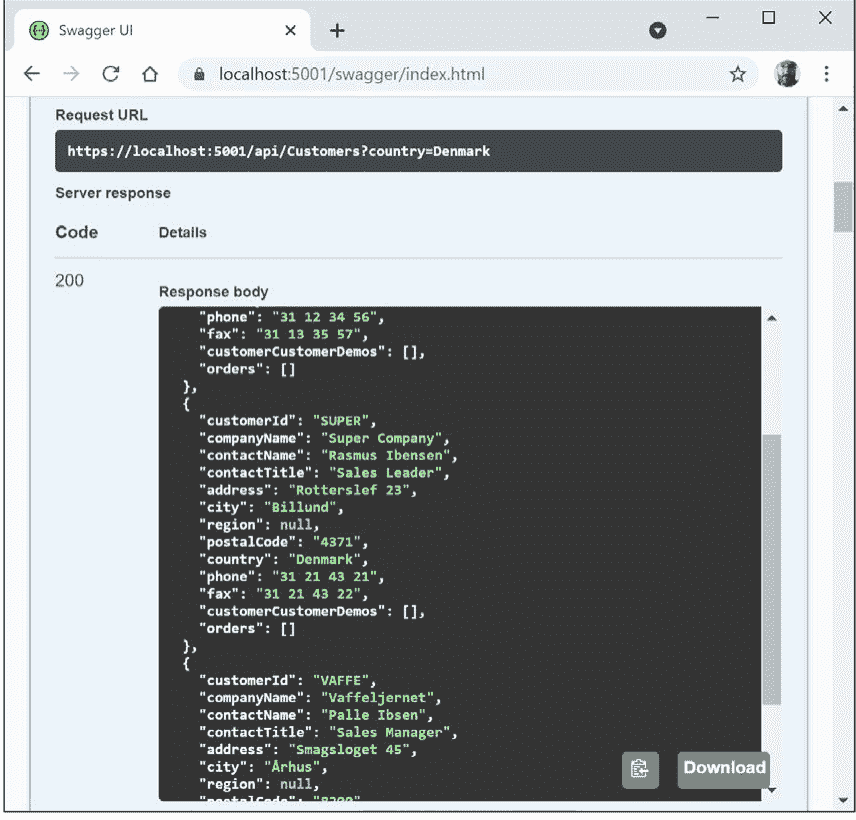 Swagger UI
localhost:5001/swagger/index.html
Request URL
https://localhost:5001/api/Customers?country=Denmark
Server response
Code Details
200
Response body
"phone": "31 12 34 56",
"fax": "31 13 35 57",
"customerCustomerDemos": [],
"orders": []
},
{
"customerId": "SUPER",
"companyName": "Super Company",
"contactName": "Rasmus Ibensen",
"contactTitle": "Sales Leader",
"address": "Rotterslef 23",
"city": "Billund",
"region": null,
"postalCode": "4371",
"country": "Denmark",
"phone": "31 21 43 21",
"fax": "31 21 43 22",
"customerCustomerDemos": [],
"orders": []
},
{
"customerId": "VAFFE",
"companyName": "Vaffeljernet",
"contactName": "Palle Ibsen",
"contactTitle": "Sales Manager",
"address": "Smagsloget 45",
"city": "Århus",
"region": null,
"postalCode": "8200",
Download